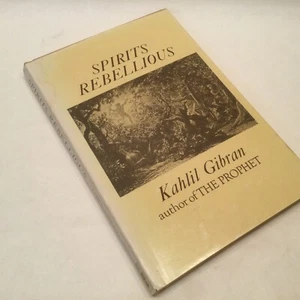 SPIRITS
REBELLIOUS
Kahlil Gibran
author of THE PROPHET